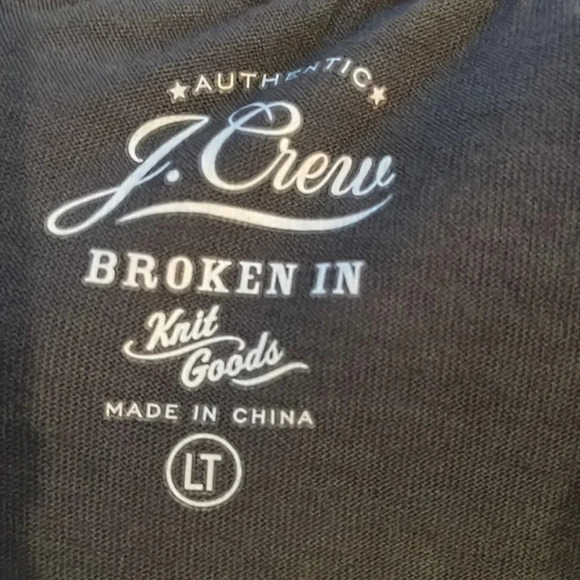 ★AUTHENTIC★
J.Crew
BROKEN IN
Knit
Goods
MADE IN CHINA
LT